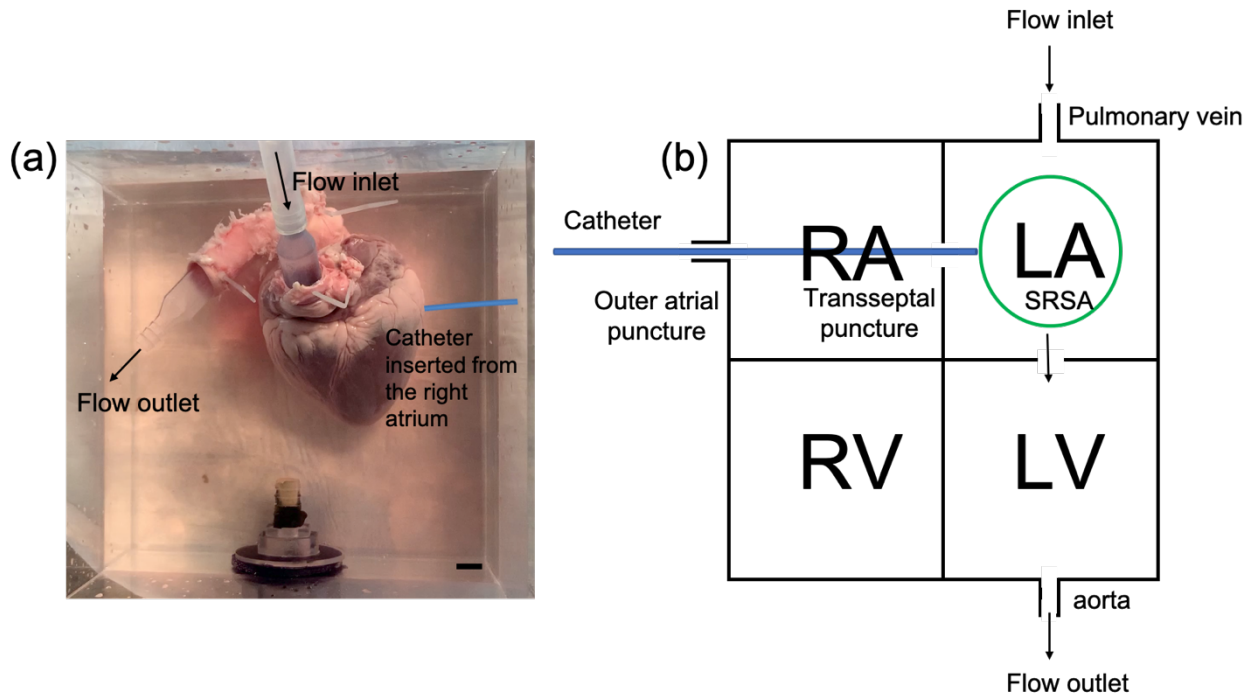 (a)
Flow inlet
Catheter
inserted from
the right
atrium
Flow outlet
(b)
Flow inlet
Pulmonary vein
Catheter
RA
LA
SRSA
Outer atrial
puncture
Transseptal
puncture
RV
LV
aorta
Flow outlet